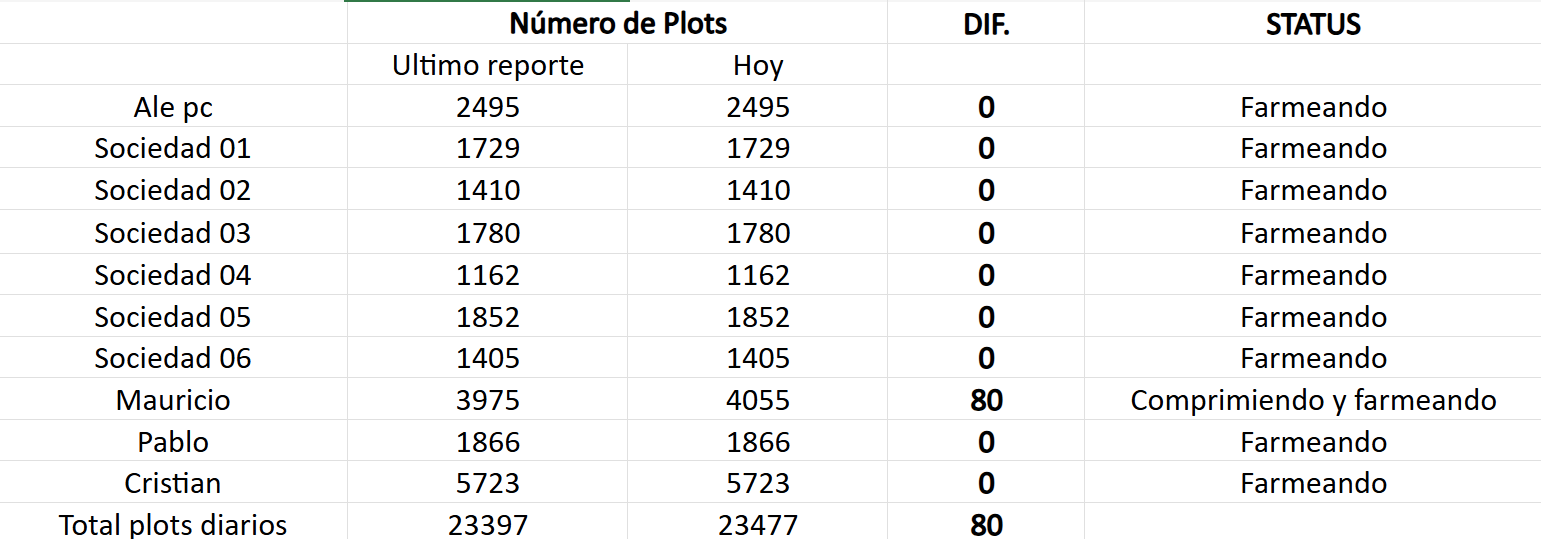 Número de Plots DIF. STATUS
Ultimo reporte Hoy
Ale pc 2495 2495 0 Farmeando
Sociedad 01 1729 1729 0 Farmeando
Sociedad 02 1410 1410 0 Farmeando
Sociedad 03 1780 1780 0 Farmeando
Sociedad 04 1162 1162 0 Farmeando
Sociedad 05 1852 1852 0 Farmeando
Sociedad 06 1405 1405 0 Farmeando
Mauricio 3975 4055 80 Comprimiendo y farmeando
Pablo 1866 1866 0 Farmeando
Cristian 5723 5723 0 Farmeando
Total plots diarios 23397 23477 80